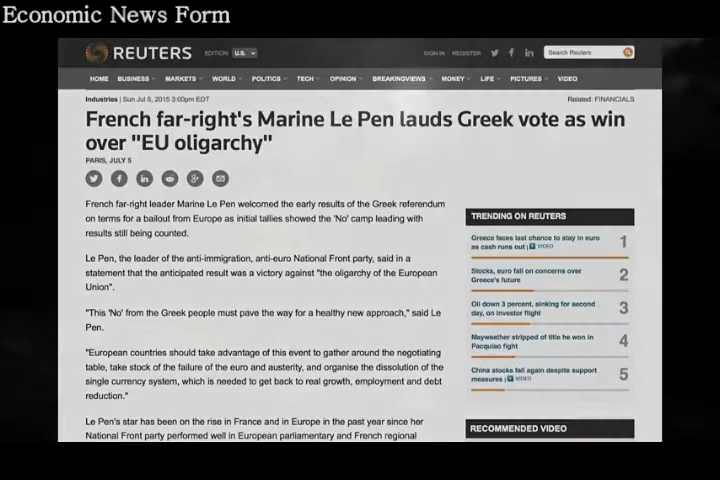 Economic News Form
REUTERS
EDITION: U.S.
SIGN IN REGISTER
Search Reuters
HOME BUSINESS MARKETS WORLD POLITICS TECH OPINION BREAKINGVIEWS MONEY LIFE PICTURES VIDEO
Industries | Sun Jul 5, 2015 3:00pm EDT
Related: FINANCIALS
French far-right's Marine Le Pen lauds Greek vote as win
over "EU oligarchy"
PARIS, JULY 5
French far-right leader Marine Le Pen welcomed the early results of the Greek referendum
on terms for a bailout from Europe as initial tallies showed the 'No' camp leading with
results still being counted.
Le Pen, the leader of the anti-immigration, anti-euro National Front party, said in a
statement that the anticipated result was a victory against "the oligarchy of the European
Union".
"This 'No' from the Greek people must pave the way for a healthy new approach," said Le
Pen.
"European countries should take advantage of this event to gather around the negotiating
table, take stock of the failure of the euro and austerity, and organise the dissolution of the
single currency system, which is needed to get back to real growth, employment and debt
reduction."
Le Pen's star has been on the rise in France and in Europe in the past year since her
National Front party performed well in European parliamentary and French regional
TRENDING ON REUTERS
Greece faces last chance to stay in euro
as cash runs out | VIDEO
1
Stocks, euro fall on concerns over
Greece's future
2
Oil down 3 percent, sinking for second
day, on investor flight
3
Mayweather stripped of title he won in
Pacquiao fight
4
China stocks fall again despite support
measures | VIDEO
5
RECOMMENDED VIDEO